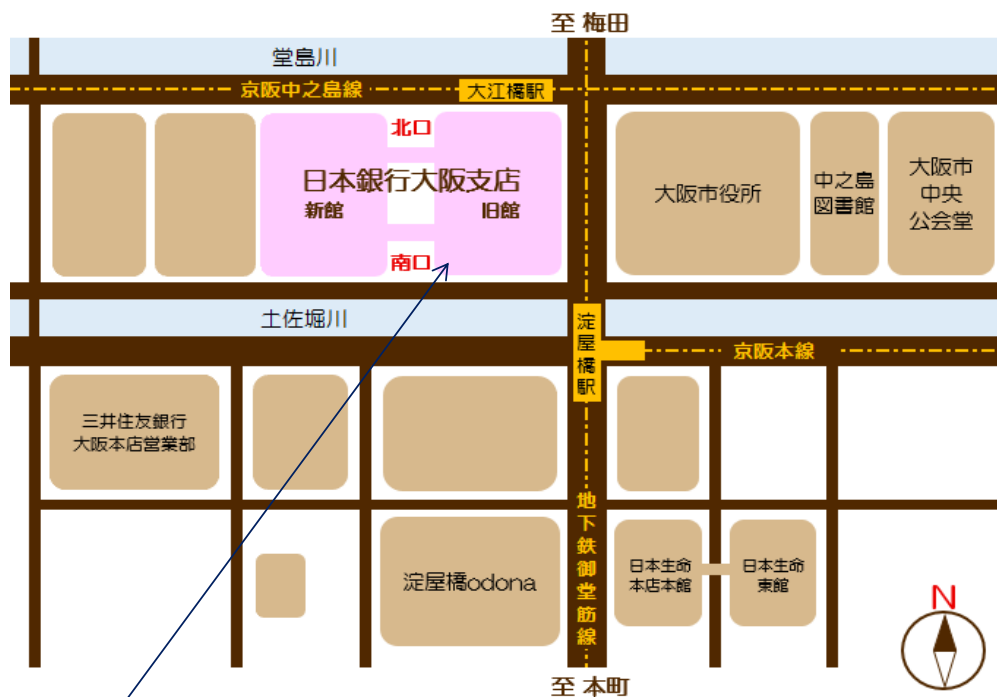 至 梅田
堂島川
京阪中之島線
大江橋駅
北口
日本銀行大阪支店
新館
旧館
南口
大阪市役所
中之島
図書館
大阪市
中央
公会堂
土佐堀川
淀屋橋駅
京阪本線
三井住友銀行
大阪本店営業部
地下鉄御堂筋線
淀屋橋odona
日本生命
本店本館
日本生命
東館
N
至 本町